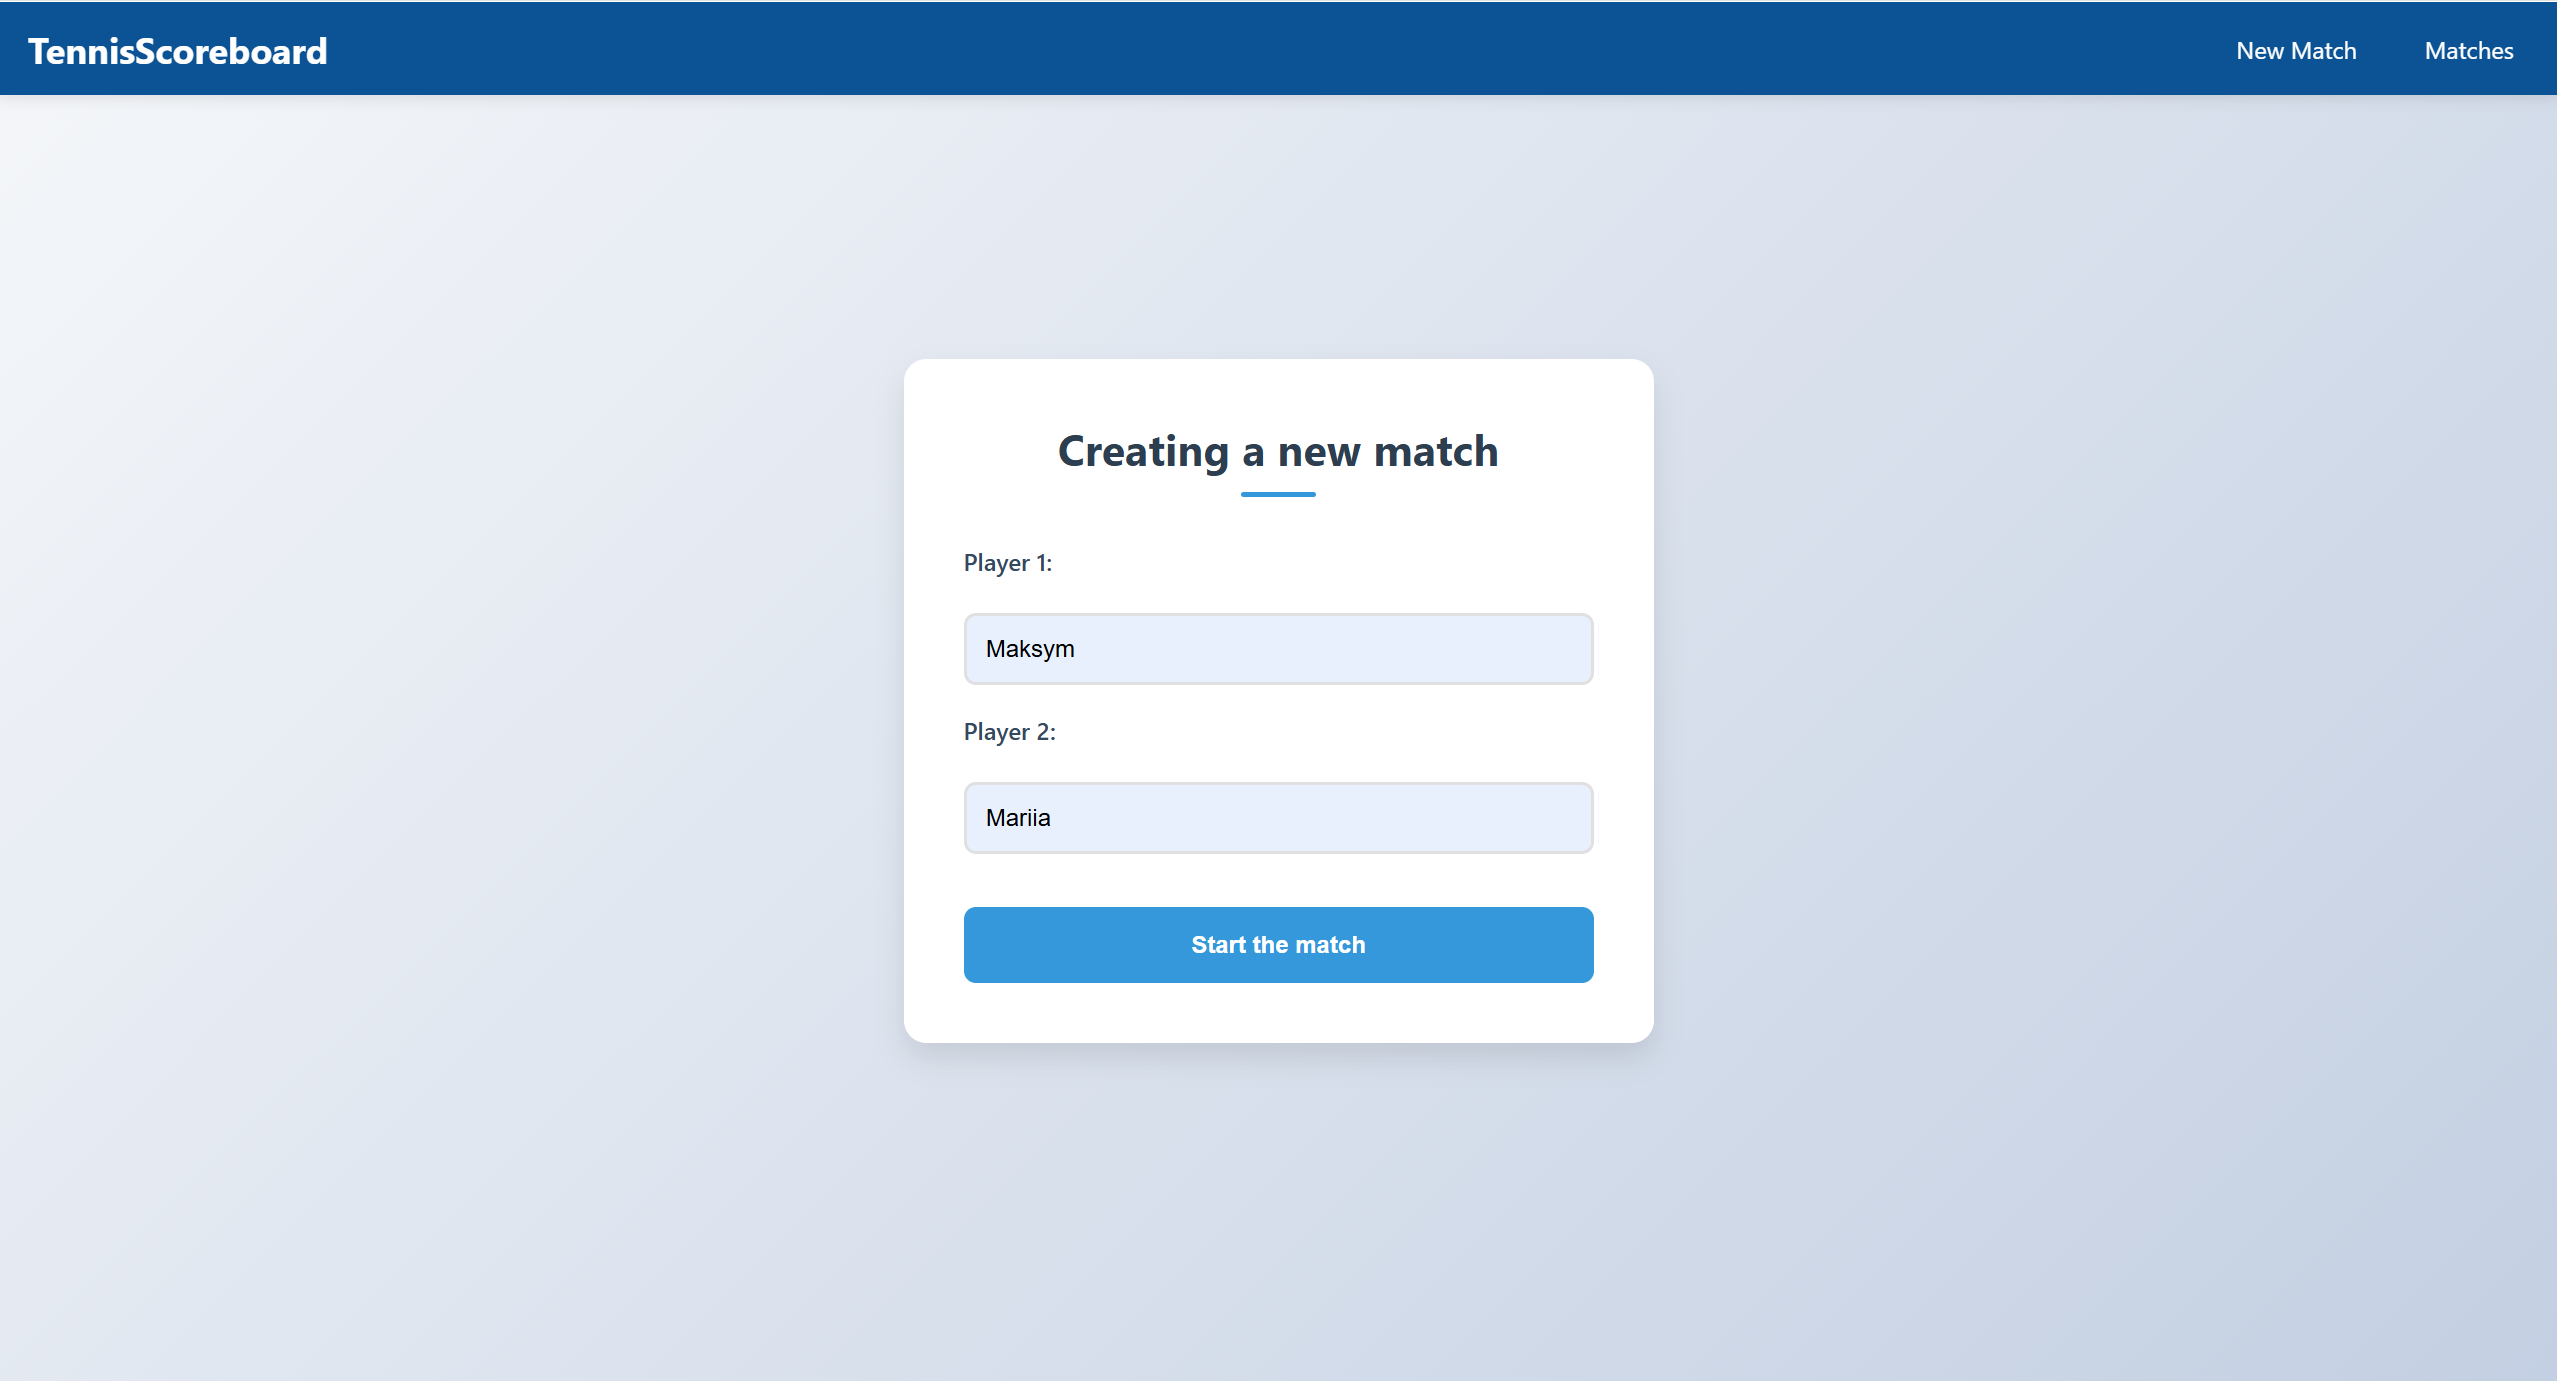 TennisScoreboard
New Match
Matches
Creating a new match
Player 1:
Maksym
Player 2:
Mariia
Start the match